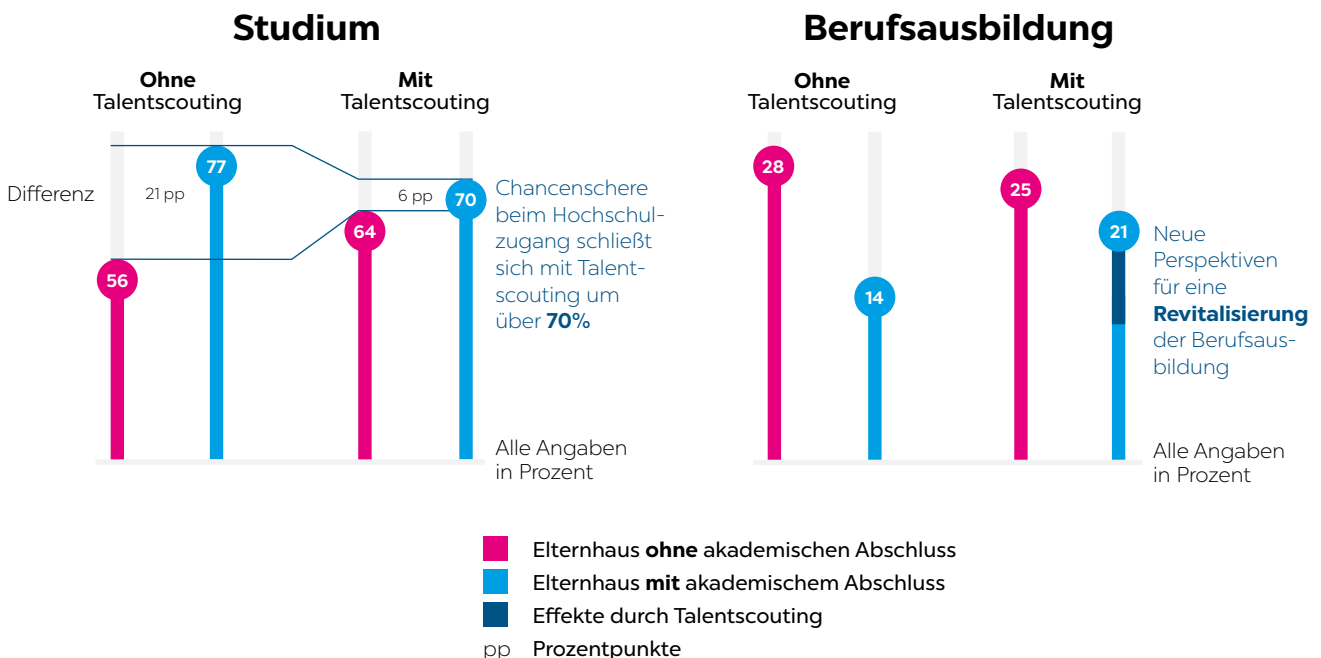 Studium
Ohne
Talentscouting
Mit
Talentscouting
Differenz
21 pp
6 pp
56
77
64
70
Chancenschere
beim Hochschul-
zugang schließt
sich mit Talent-
scouting um
über 70%
Alle Angaben
in Prozent
Berufsausbildung
Ohne
Talentscouting
Mit
Talentscouting
28
14
25
21
Neue
Perspektiven
für eine
Revitalisierung
der Berufsaus-
bildung
Alle Angaben
in Prozent
Elternhaus ohne akademischen Abschluss
Elternhaus mit akademischem Abschluss
Effekte durch Talentscouting
pp Prozentpunkte